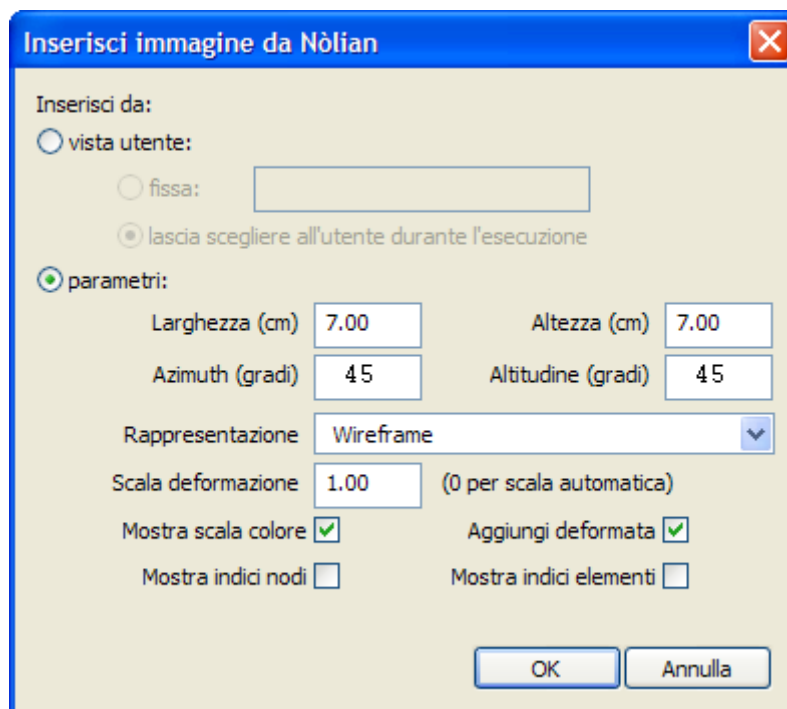 Inserisci immagine da Nòlian
Inserisci da:
vista utente:
fissa:
lascia scegliere all'utente durante l'esecuzione
parametri:
Larghezza (cm) 7.00 Altezza (cm) 7.00
Azimuth (gradi) 45 Altitudine (gradi) 45
Rappresentazione Wireframe
Scala deformazione 1.00 (0 per scala automatica)
Mostra scala colore Aggiungi deformata
Mostra indici nodi Mostra indici elementi
OK Annulla